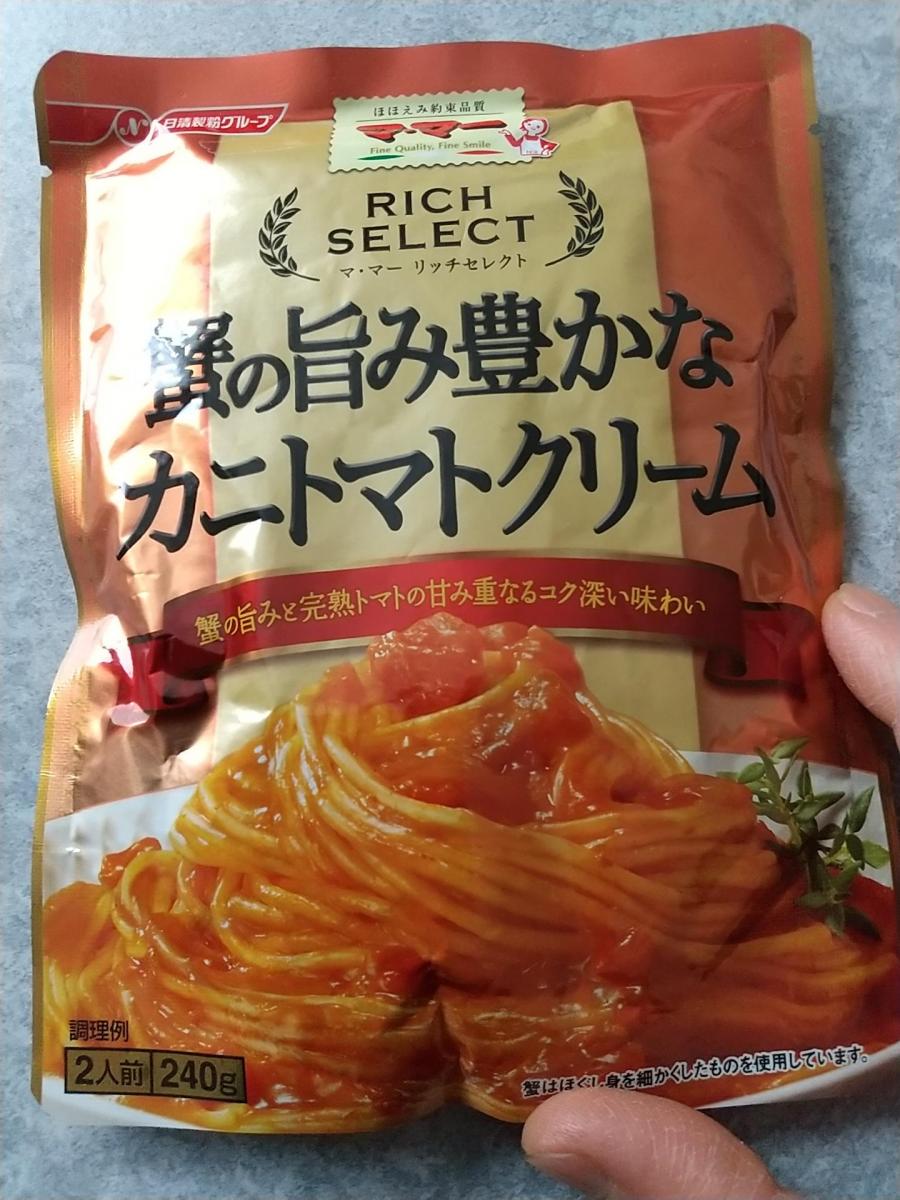 日清製粉グループ
ほほえみ約束品質
マ・マー
Fine Quality, Fine Smile
RICH
SELECT
マ・マー リッチセレクト
蟹の旨み豊かな
カニトマトクリーム
蟹の旨みと完熟トマトの甘み重なるコク深い味わい
調理例
2人前 240g
蟹はほぐし身を細かくしたものを使用しています。